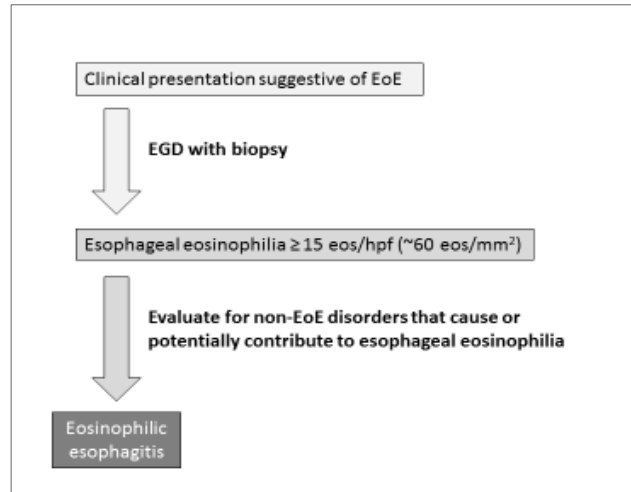 Clinical presentation suggestive of EoE
EGD with biopsy
Esophageal eosinophilia ≥ 15 eos/hpf (~60 eos/mm²)
Evaluate for non-EoE disorders that cause or
potentially contribute to esophageal eosinophilia
Eosinophilic
esophagitis